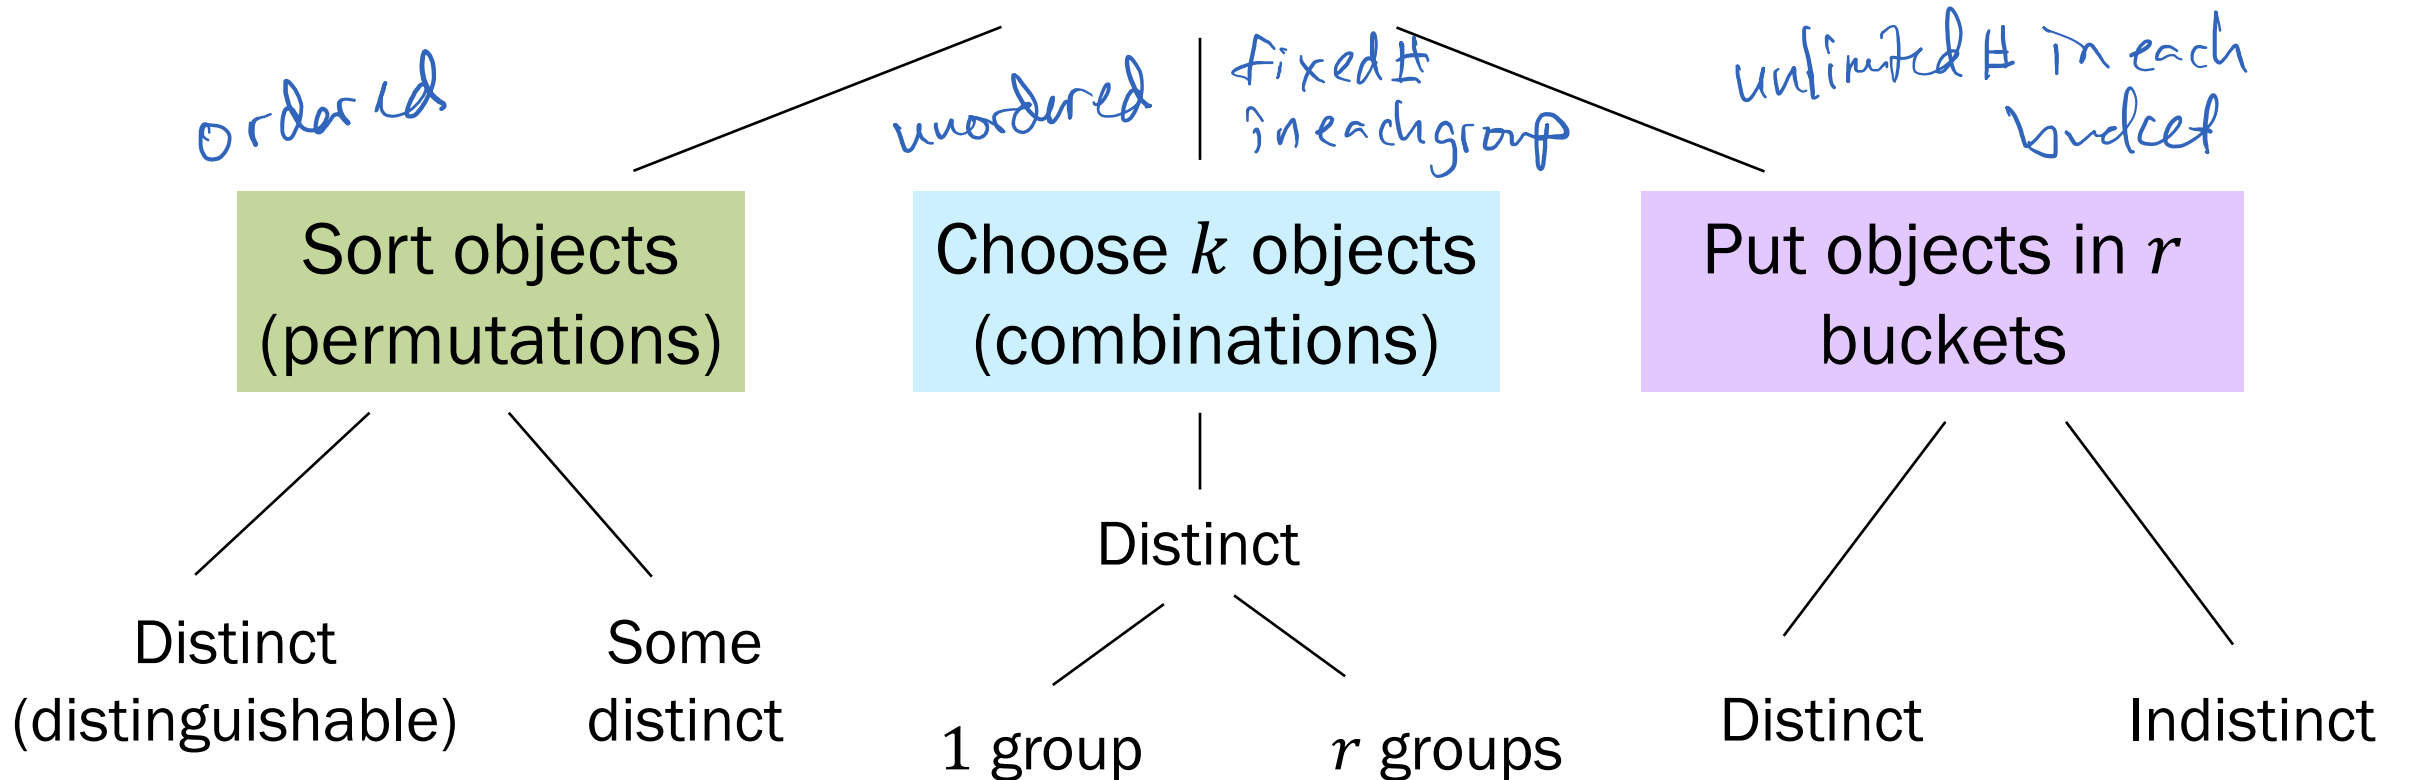 ordered
unordered
fixed #
in each group
unlimited # in each
bucket
Sort objects
(permutations)
Choose k objects
(combinations)
Put objects in r
buckets
Distinct
Distinct
(distinguishable)
Some
distinct
1 group
r groups
Distinct
Indistinct